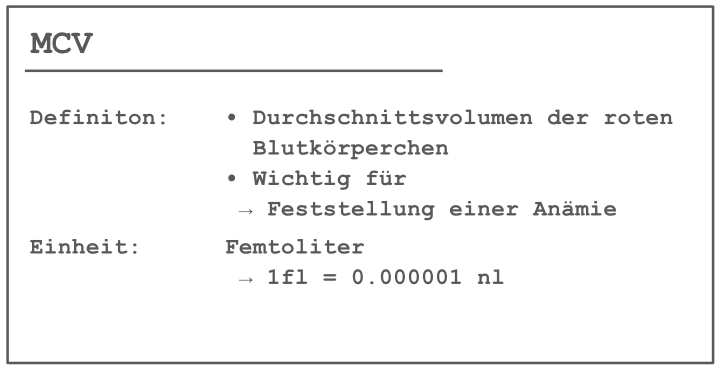 MCV
Definiton: • Durchschnittsvolumen der roten
Blutkörperchen
• Wichtig für
→ Feststellung einer Anämie
Einheit: Femtoliter
→ 1fl = 0.000001 nl